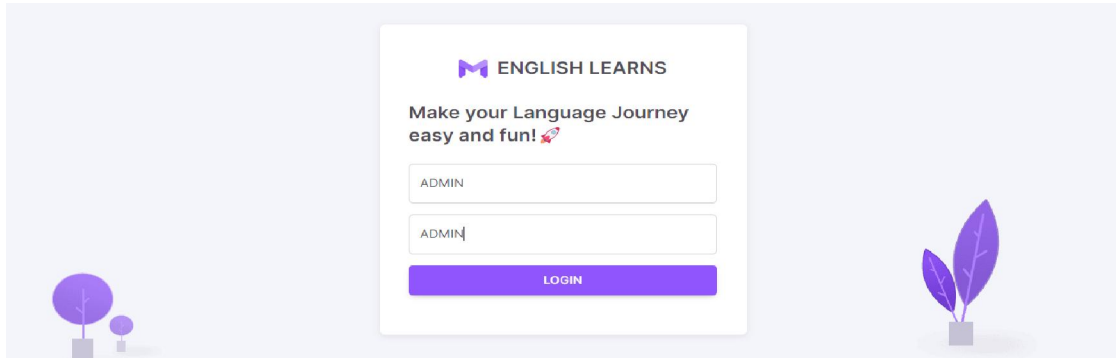 ENGLISH LEARNS
Make your Language Journey
easy and fun!🚀
ADMIN
ADMIN
LOGIN